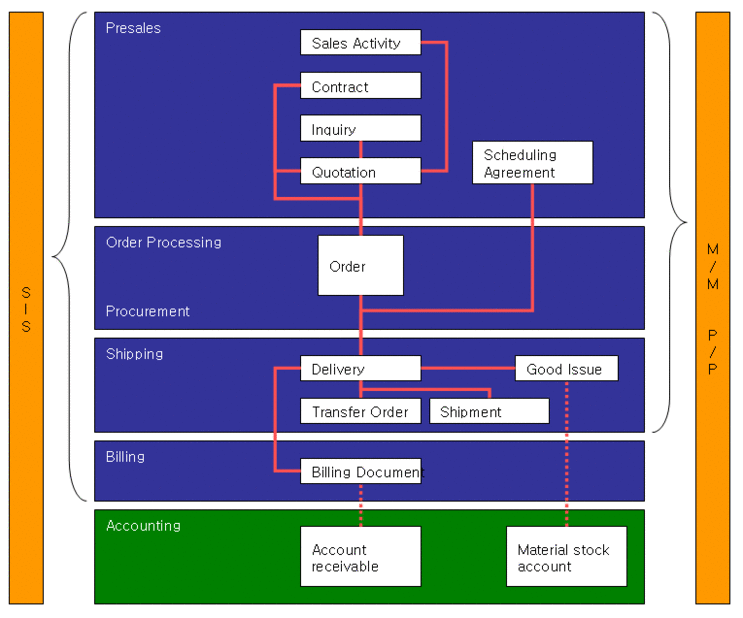 Presales
Sales Activity
Contract
Inquiry
Quotation
Scheduling
Agreement
Order Processing
Order
Procurement
Shipping
Delivery
Good Issue
Transfer Order
Shipment
Billing
Billing Document
Accounting
Account
receivable
Material stock
account
S
I
S
M
/
M
P
/
P